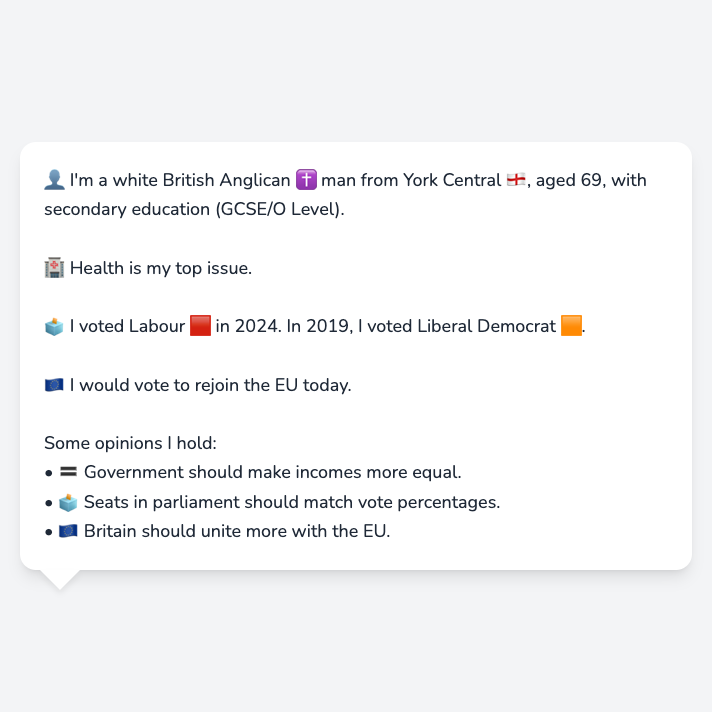 👤 I'm a white British Anglican ✝️ man from York Central 🏴󠁧󠁢󠁥󠁮󠁧󠁿, aged 69, with
secondary education (GCSE/O Level).
🏥 Health is my top issue.
🗳️ I voted Labour 🟥 in 2024. In 2019, I voted Liberal Democrat 🟧.
🇪🇺 I would vote to rejoin the EU today.
Some opinions I hold:
• 🟰 Government should make incomes more equal.
• 🗳️ Seats in parliament should match vote percentages.
• 🇪🇺 Britain should unite more with the EU.